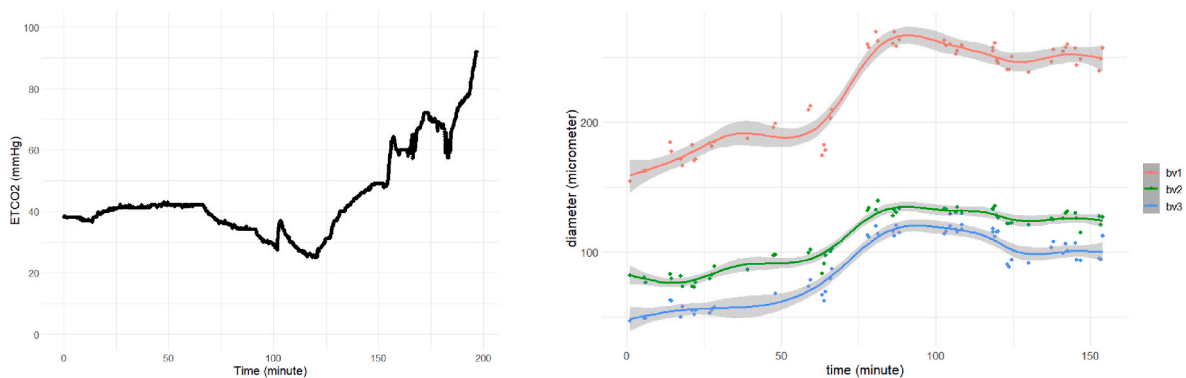 100
80
60
40
20
0
ETCO2 (mmHg)
0 50 100 150 200
Time (minute)
200
100
diameter (micrometer)
0 50 100 150
time (minute)
bv1
bv2
bv3